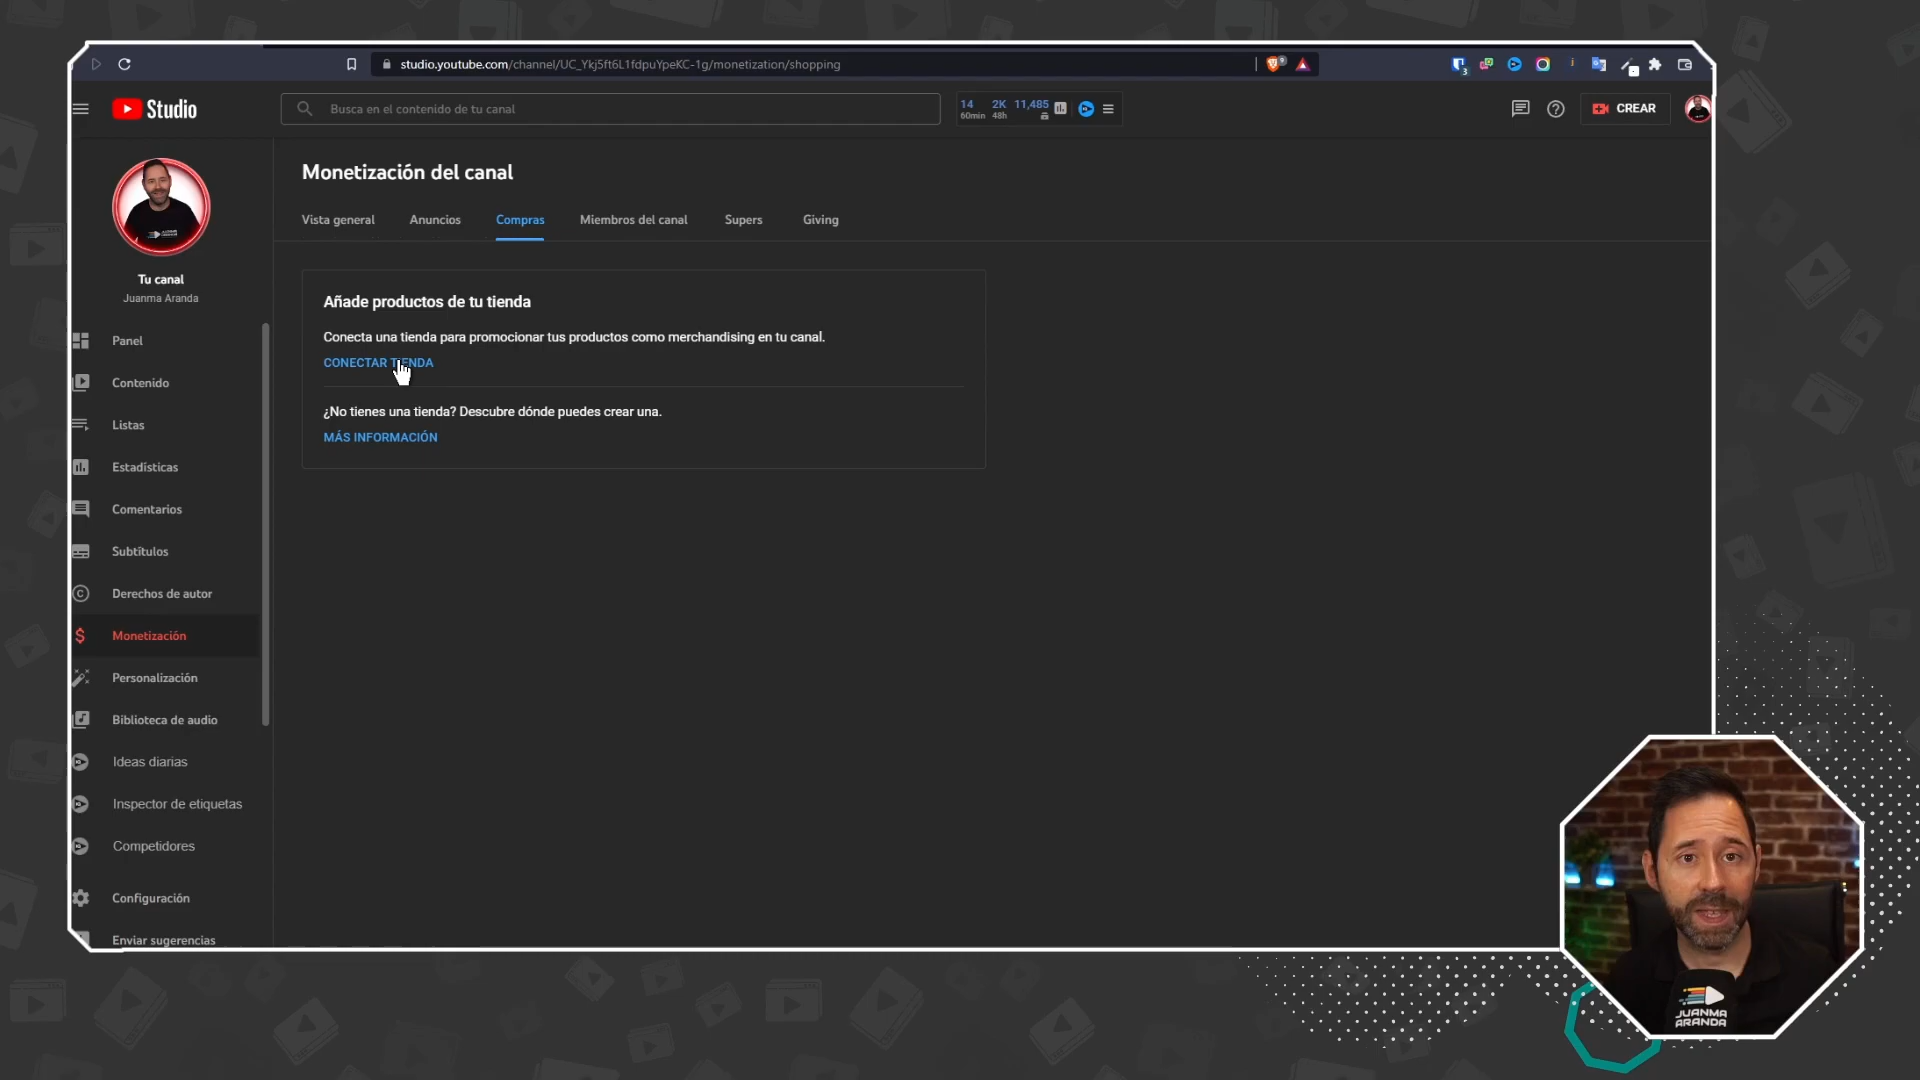 studio.youtube.com/channel/UC_Ykj5ft6L1fdpuYpeKC-1g/monetization/shopping
Studio
Busca en el contenido de tu canal
14 2K 11,485
60min 48h
CREAR
Tu canal
Juanma Aranda
Panel
Contenido
Listas
Estadísticas
Comentarios
Subtítulos
Derechos de autor
Monetización
Personalización
Biblioteca de audio
Ideas diarias
Inspector de etiquetas
Competidores
Configuración
Enviar sugerencias
Monetización del canal
Vista general Anuncios Compras Miembros del canal Supers Giving
Añade productos de tu tienda
Conecta una tienda para promocionar tus productos como merchandising en tu canal.
CONECTAR TIENDA
¿No tienes una tienda? Descubre dónde puedes crear una.
MÁS INFORMACIÓN
JUANMA
ARANDA